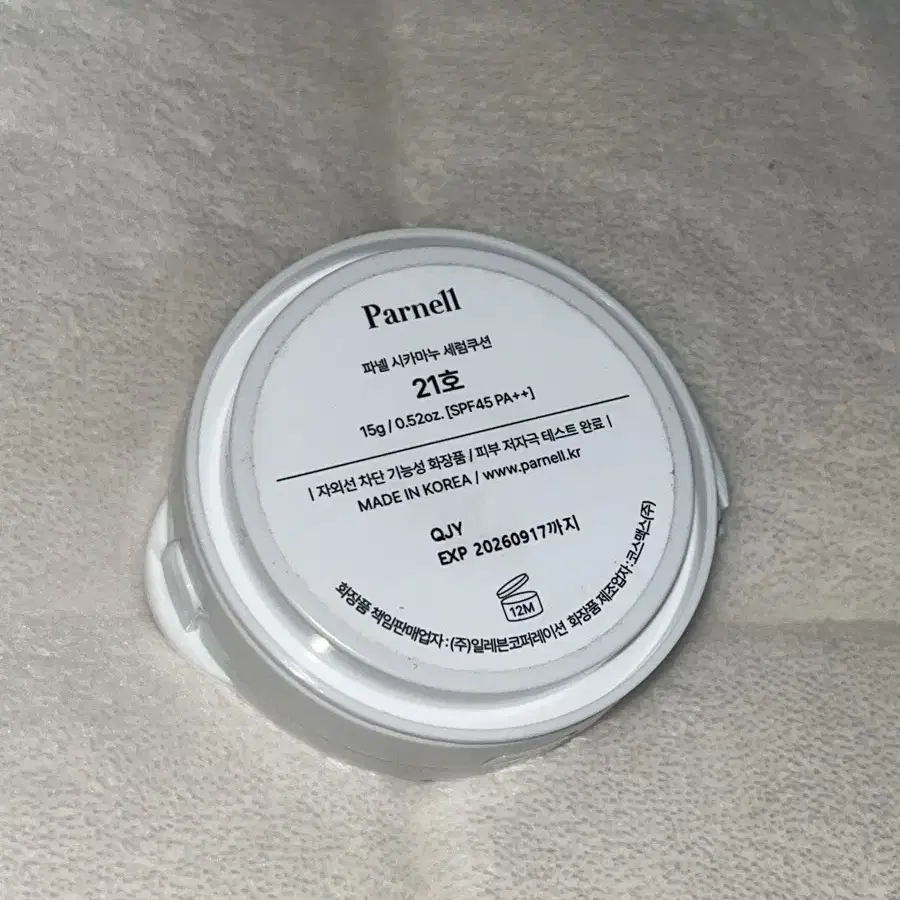 Parnell
파넬 시카마누 세럼쿠션
21호
15g / 0.52oz. [SPF45 PA++]
| 자외선 차단 기능성 화장품 / 피부 저자극 테스트 완료 |
MADE IN KOREA / www.parnell.kr
QJY
EXP 20260917까지
12M
화장품 책임판매업자 : (주)일레븐코퍼레이션 화장품 제조업자 : 코스맥스(주)